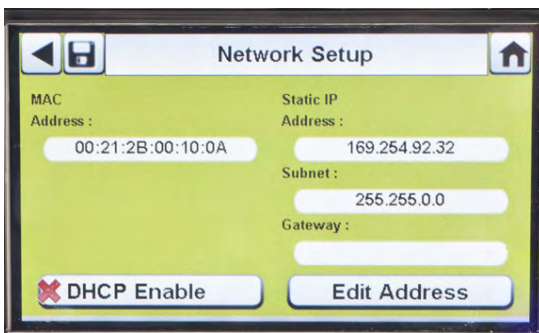 Network Setup
MAC
Address :
00:21:2B:00:10:0A
Static IP
Address :
169.254.92.32
Subnet :
255.255.0.0
Gateway :
DHCP Enable
Edit Address